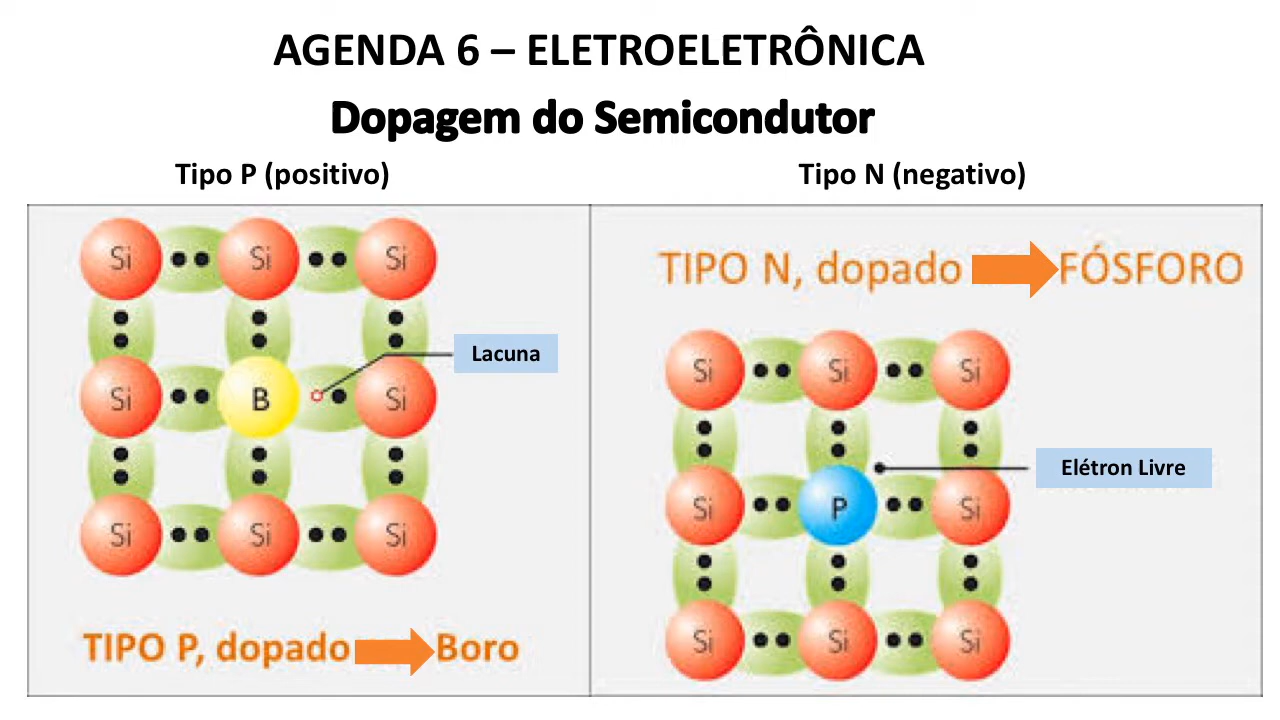 AGENDA 6 – ELETROELETRÔNICA
Dopagem do Semicondutor
Tipo P (positivo)
Si Si Si
Lacuna
Si B Si
Si Si Si
TIPO P, dopado Boro
Tipo N (negativo)
TIPO N, dopado FÓSFORO
Si Si Si
Elétron Livre
Si P Si
Si Si Si